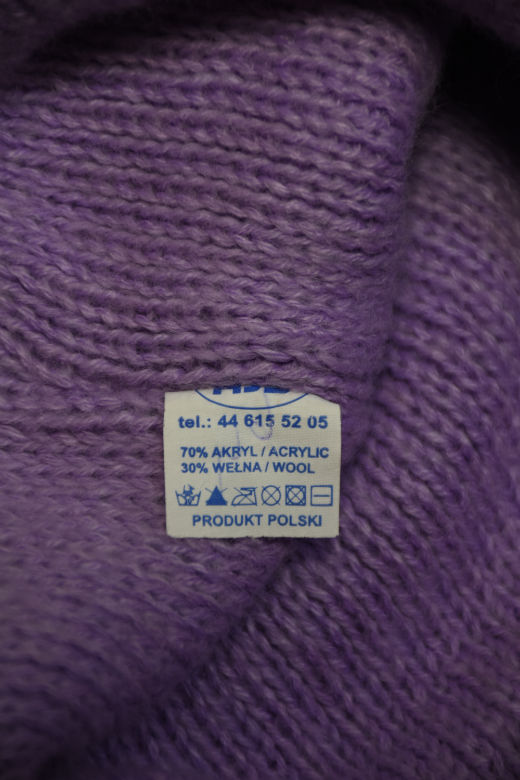 tel.: 44 615 52 05
70% AKRYL / ACRYLIC
30% WEŁNA / WOOL
PRODUKT POLSKI